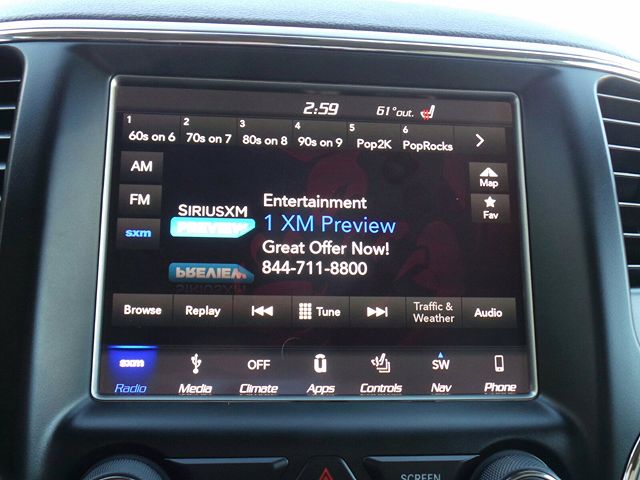 2:59 61°out.
1 2 3 4 5 6
60s on 6 70s on 7 80s on 8 90s on 9 Pop2K PopRocks
AM
FM
sxm
Map
Fav
SIRIUSXM
PREVIEW
Entertainment
1 XM Preview
Great Offer Now!
844-711-8800
Browse Replay Tune Traffic & Weather Audio
sxm OFF SW
Radio Media Climate Apps Controls Nav Phone
SCREEN